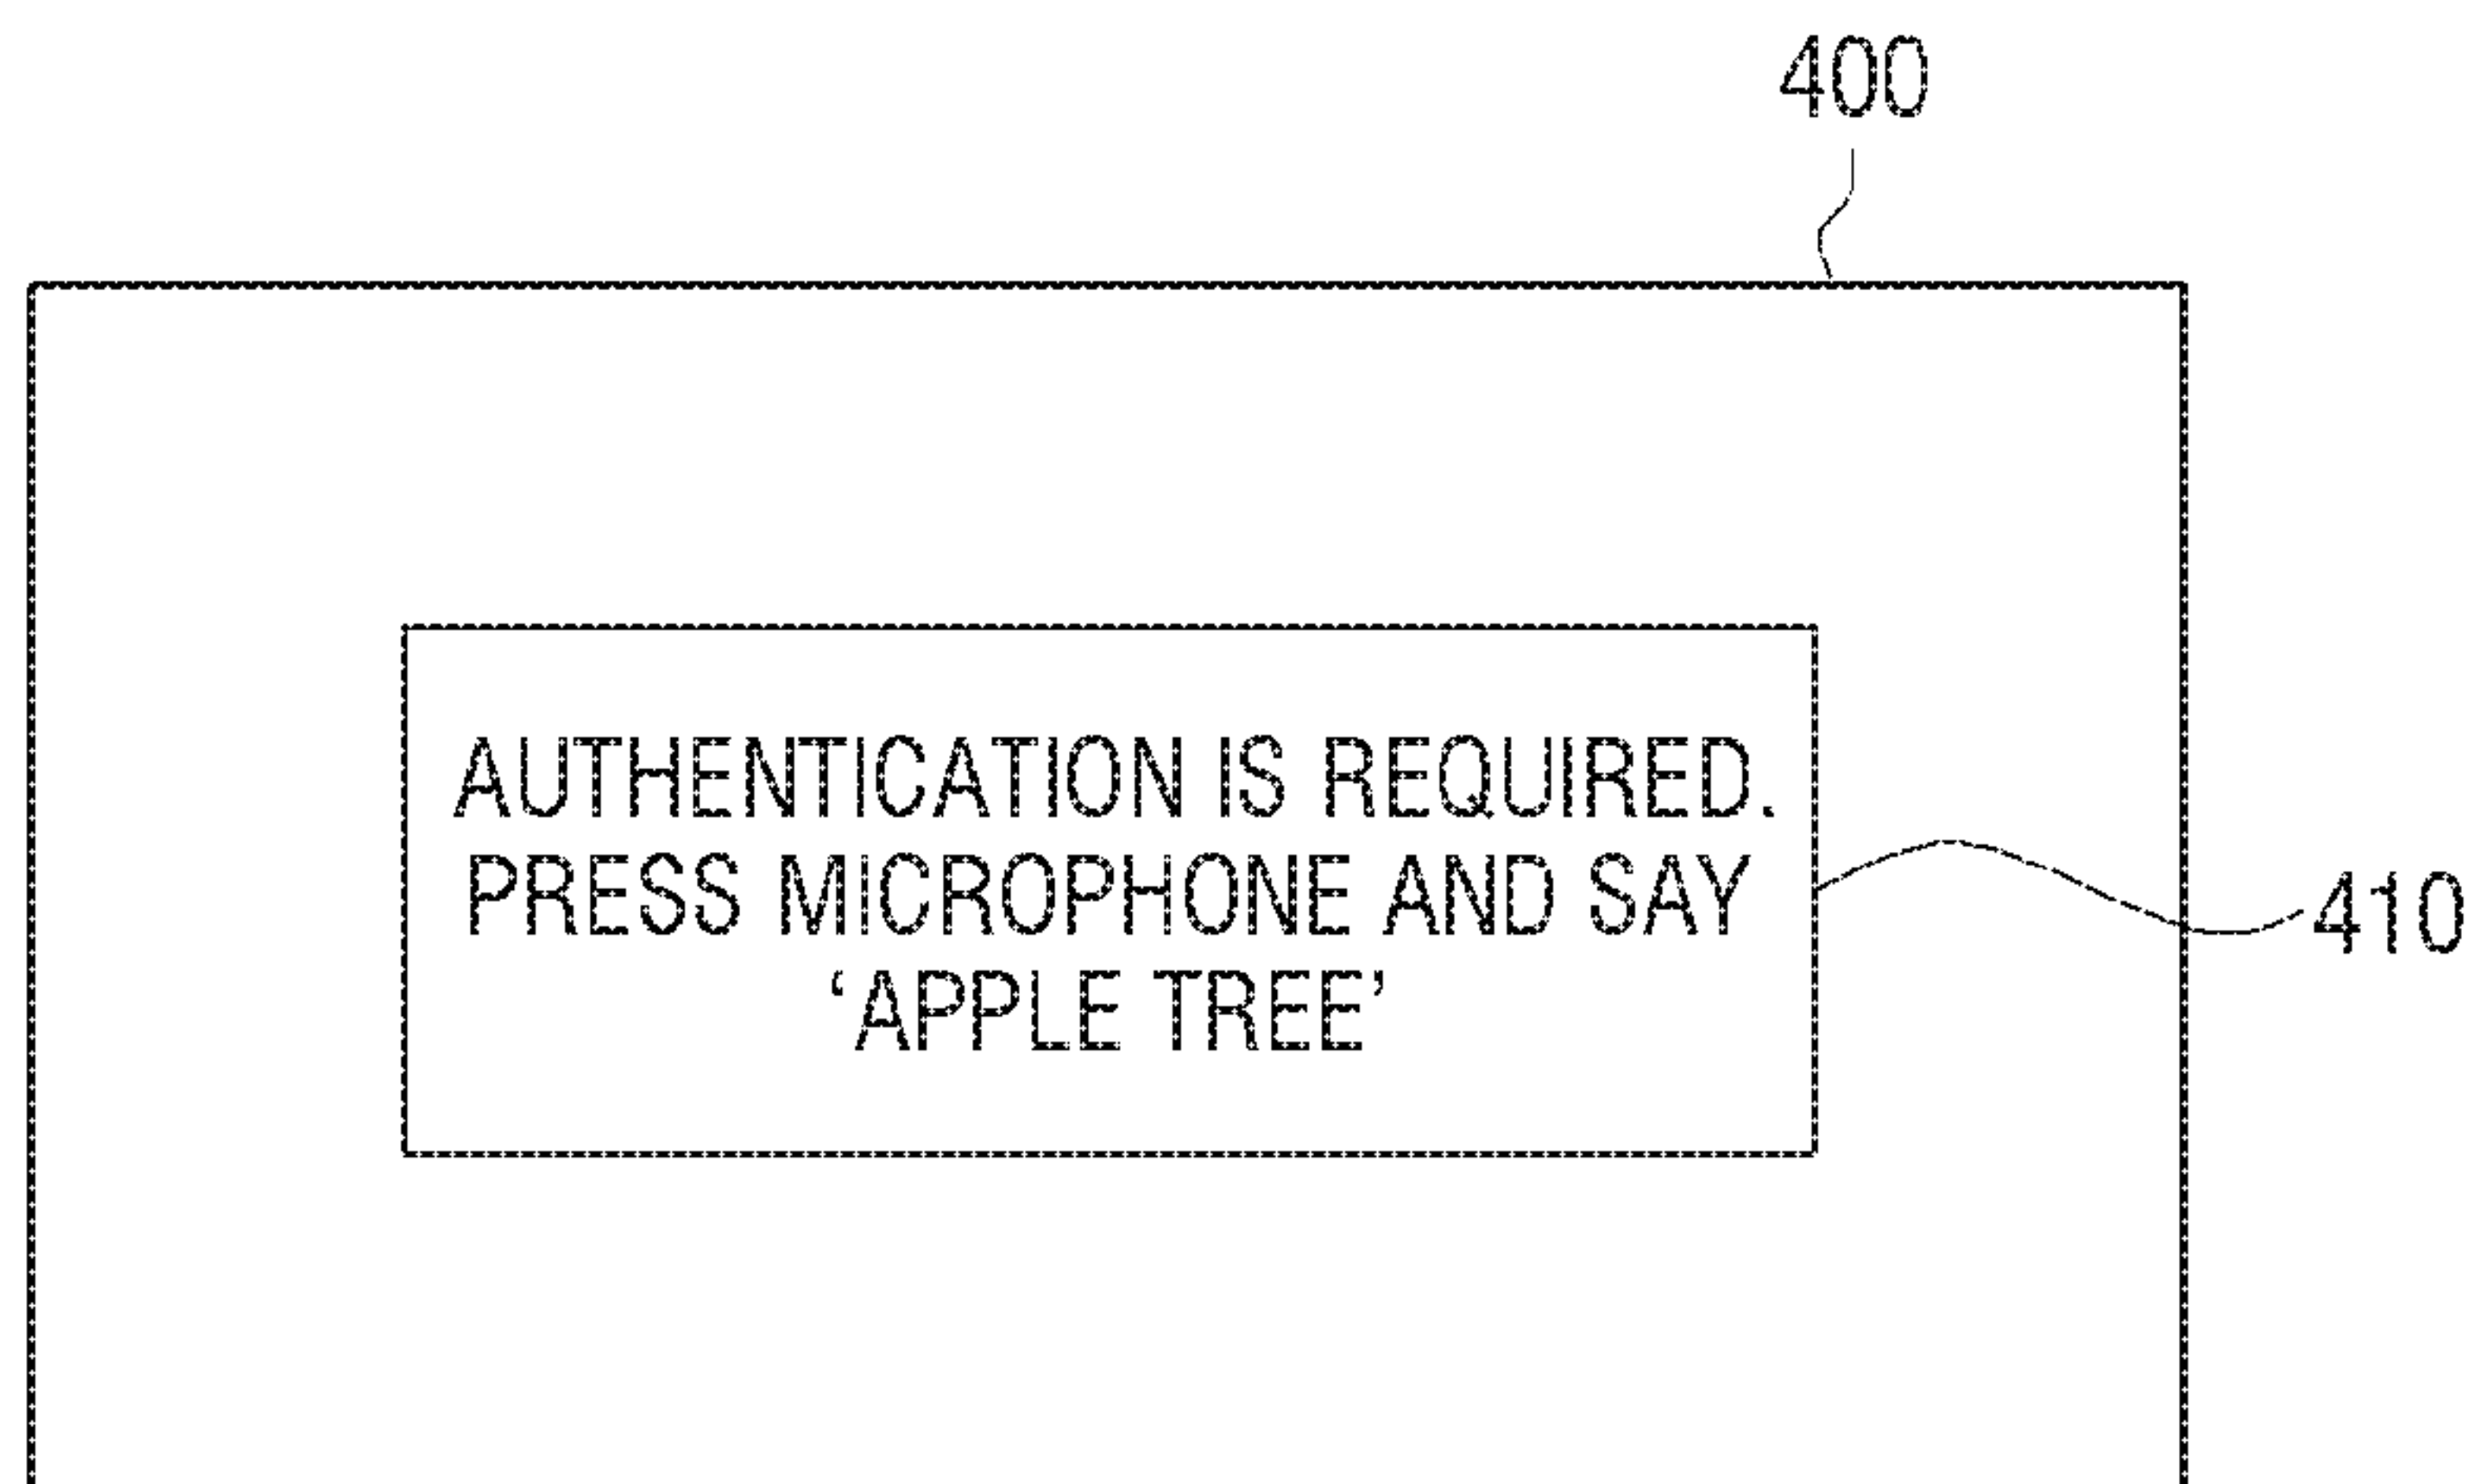 400
AUTHENTICATION IS REQUIRED.
PRESS MICROPHONE AND SAY
‘APPLE TREE’
410